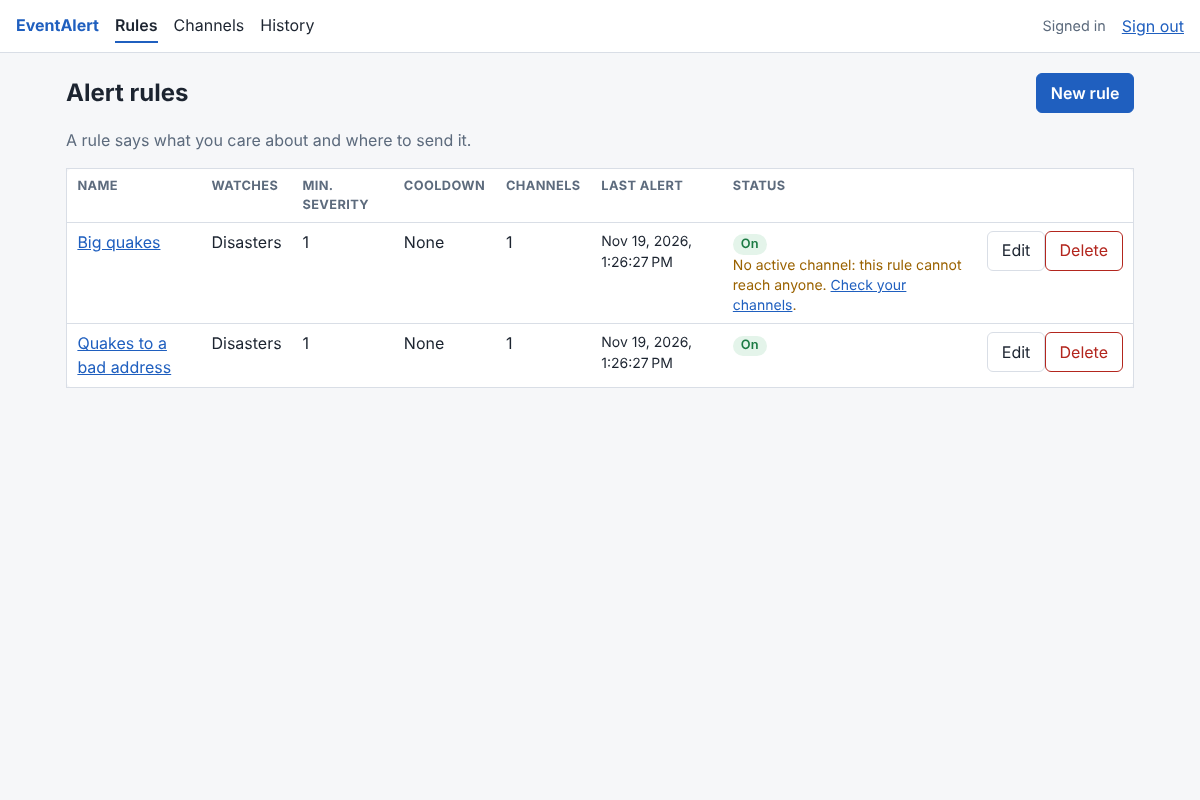 EventAlert Rules Channels History Signed in Sign out
Alert rules New rule
A rule says what you care about and where to send it.
NAME WATCHES MIN. SEVERITY COOLDOWN CHANNELS LAST ALERT STATUS
Big quakes Disasters 1 None 1 Nov 19, 2026, 1:26:27 PM On Edit Delete
No active channel: this rule cannot
reach anyone. Check your
channels.
Quakes to a bad address Disasters 1 None 1 Nov 19, 2026, 1:26:27 PM On Edit Delete